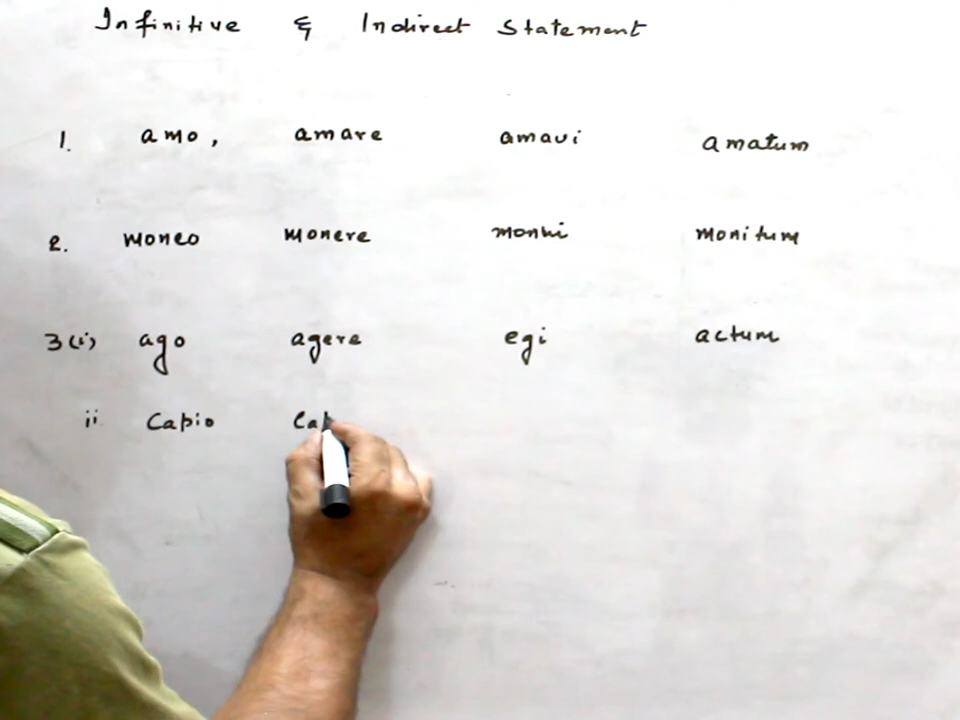 Infinitive & Indirect Statement
1. amo, amare amavi amatum
2. moneo monere monui monitum
3(i) ago agere egi actum
ii. Capio Cap